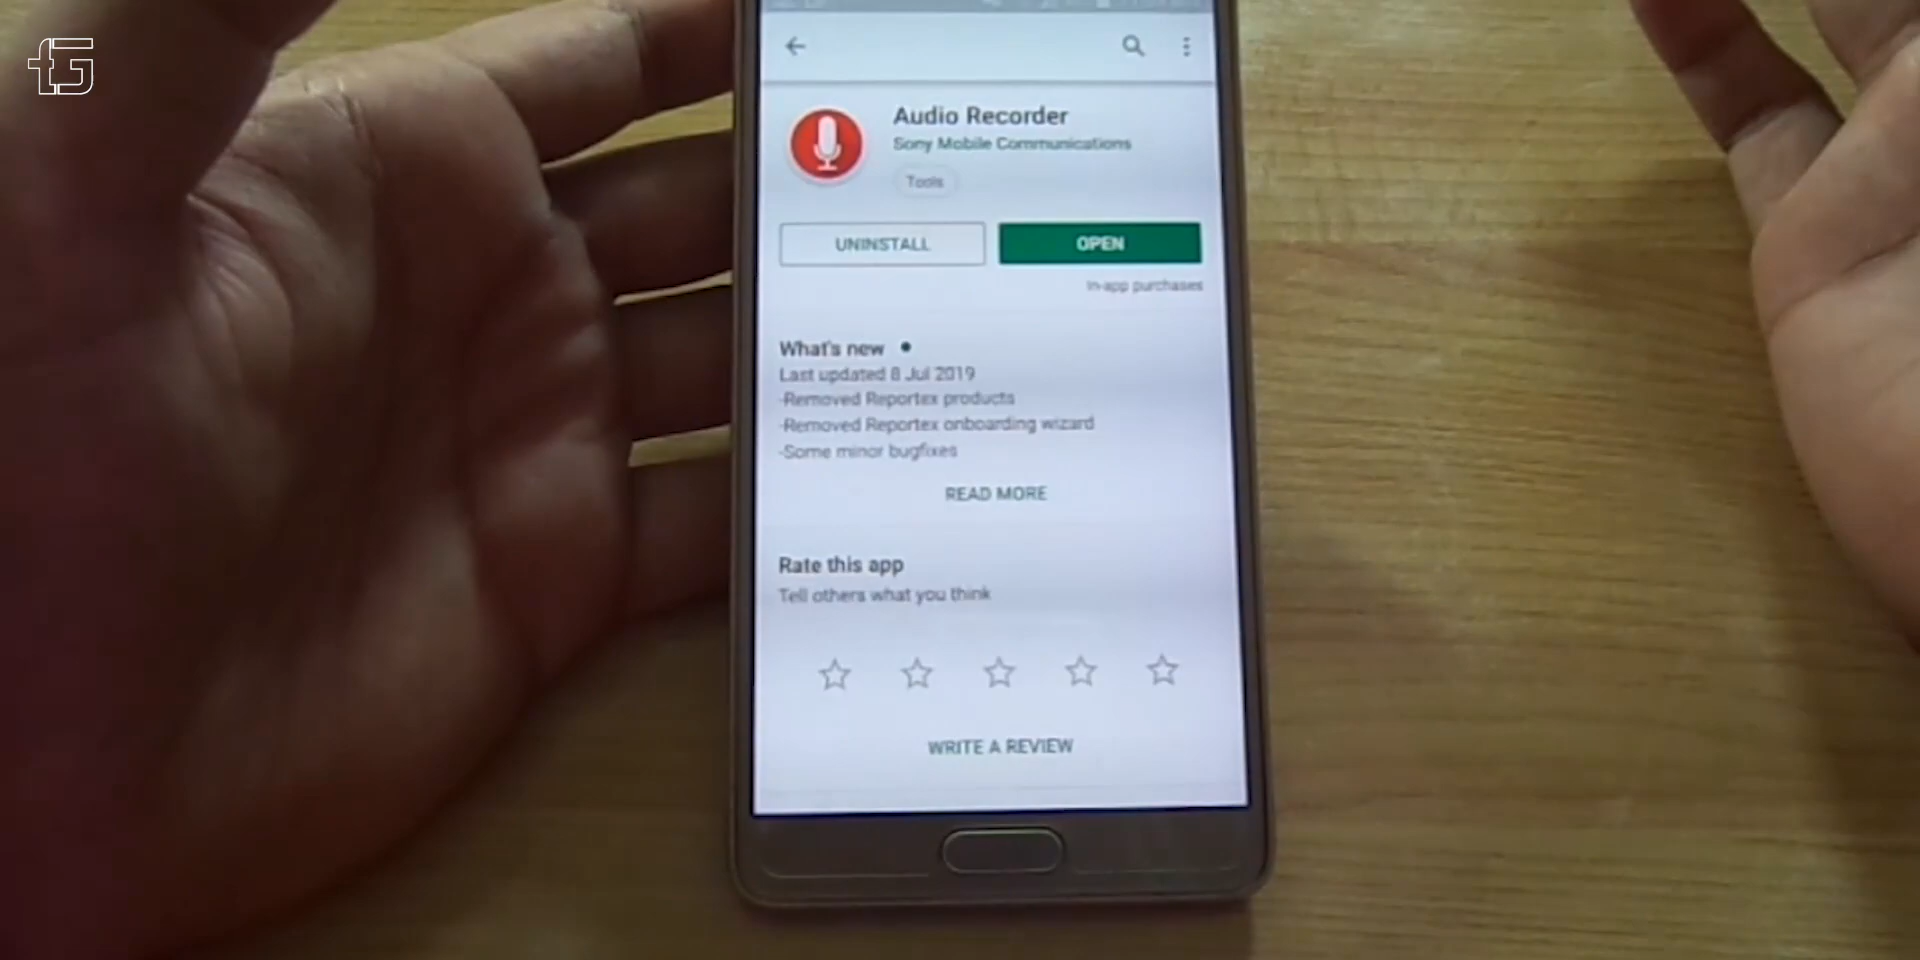 fG
Audio Recorder
Sony Mobile Communications
Tools
UNINSTALL
OPEN
In-app purchases
What's new
Last updated 8 Jul 2019
-Removed Reportex products
-Removed Reportex onboarding wizard
-Some minor bugfixes
READ MORE
Rate this app
Tell others what you think
WRITE A REVIEW